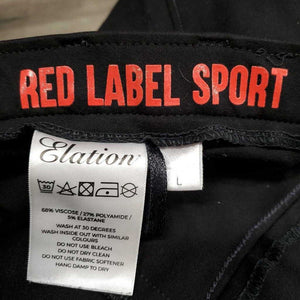 RED LABEL SPORT
Elation
30
L
68% VISCOSE / 27% POLYAMIDE /
5% ELASTANE
WASH AT 30 DEGREES
WASH INSIDE OUT WITH SIMILAR
COLOURS
DO NOT BLEACH
DO NOT DRY CLEAN
DO NOT USE FABRIC SOFTENER
HANG DAMP TO DRY